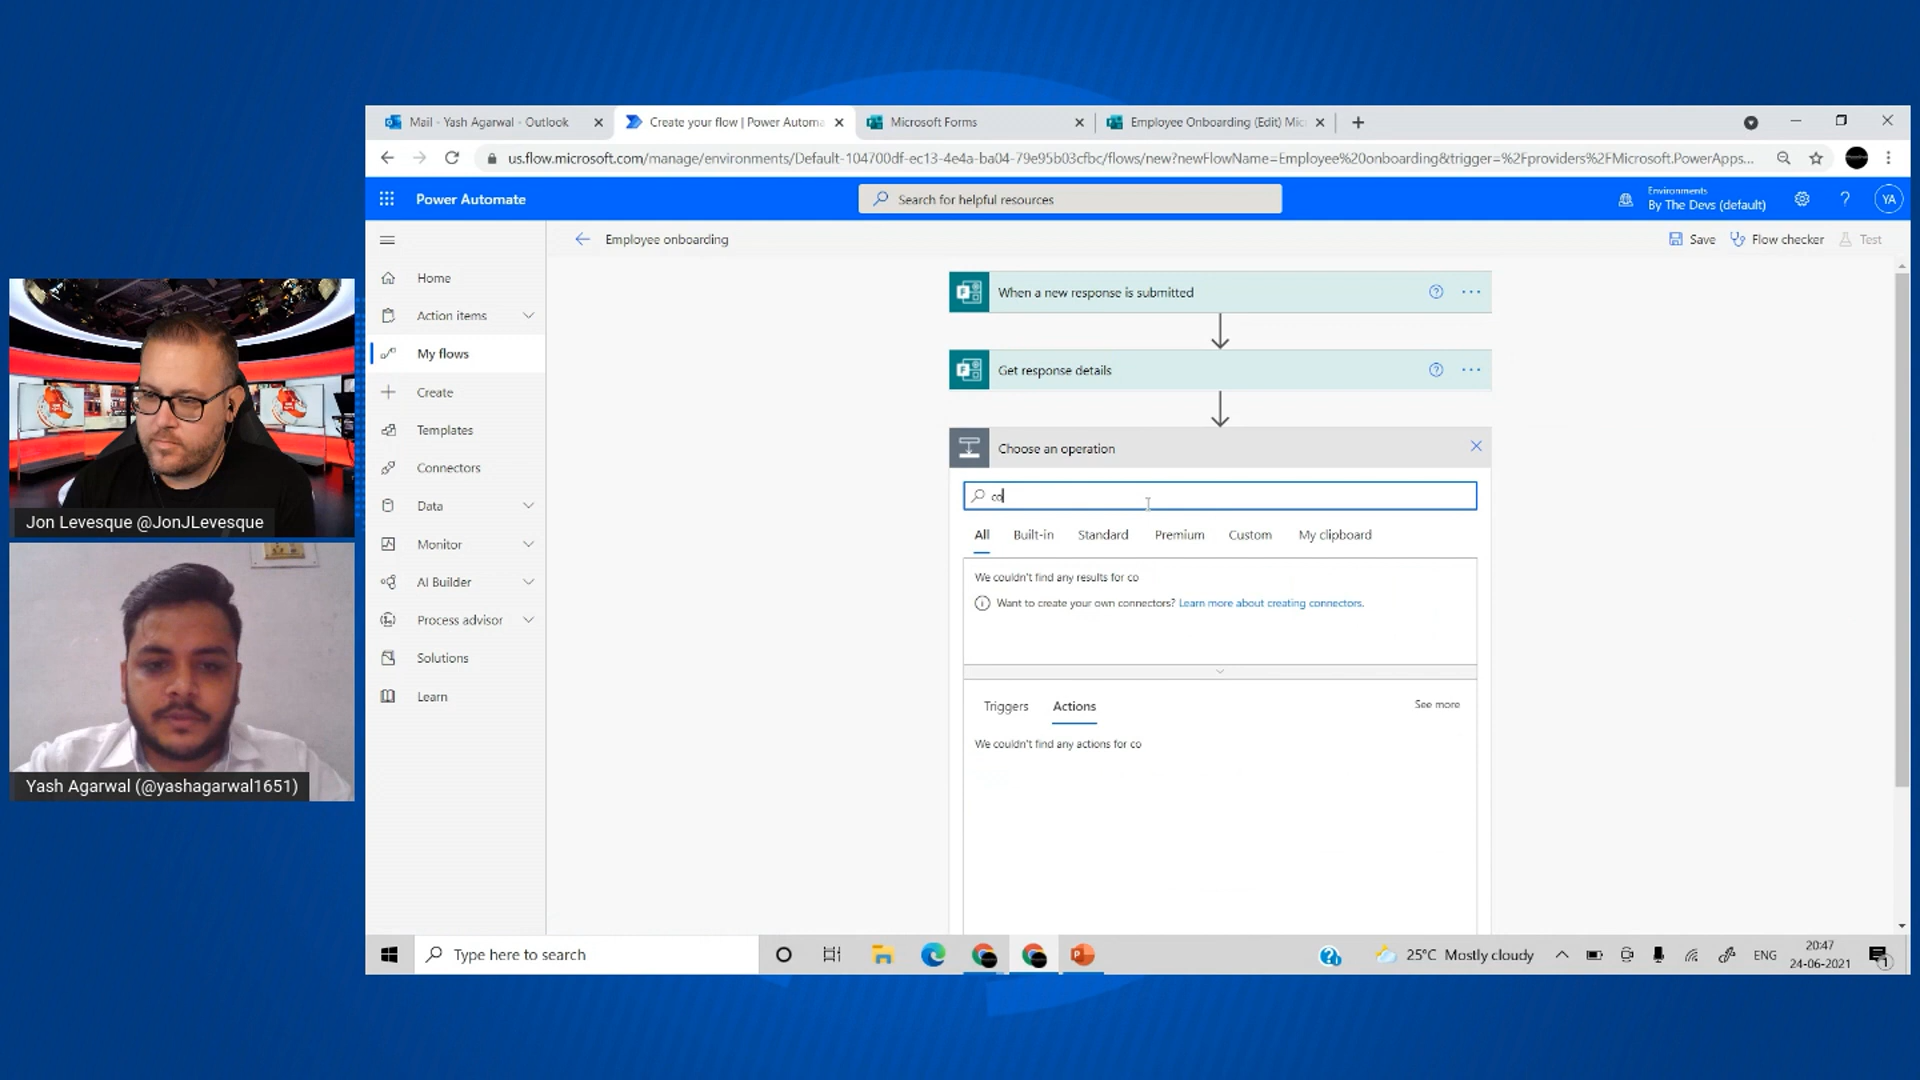 Mail - Yash Agarwal - Outlook
Create your flow | Power Automa
Microsoft Forms
Employee Onboarding (Edit) Mic
us.flow.microsoft.com/manage/environments/Default-104700df-ec13-4e4a-ba04-79e95b03cfbc/flows/new?newFlowName=Employee%20onboarding&trigger=%2Fproviders%2FMicrosoft.PowerApps...
Power Automate
Search for helpful resources
Environments
By The Devs (default)
YA
Employee onboarding
Save
Flow checker
Test
Home
Action items
My flows
Create
Templates
Connectors
Data
Monitor
AI Builder
Process advisor
Solutions
Learn
When a new response is submitted
Get response details
Choose an operation
co
All
Built-in
Standard
Premium
Custom
My clipboard
We couldn't find any results for co
Want to create your own connectors? Learn more about creating connectors.
Triggers
Actions
See more
We couldn't find any actions for co
Jon Levesque @JonJLevesque
Yash Agarwal (@yashagarwal1651)
Type here to search
25°C Mostly cloudy
ENG
20:47
24-06-2021
1